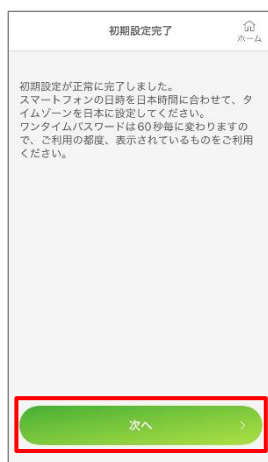 初期設定完了
ホーム
初期設定が正常に完了しました。
スマートフォンの日時を日本時間に合わせて、タ
イムゾーンを日本に設定してください。
ワンタイムパスワードは60秒毎に変わりますの
で、ご利用の都度、表示されているものをご利用
ください。
次へ